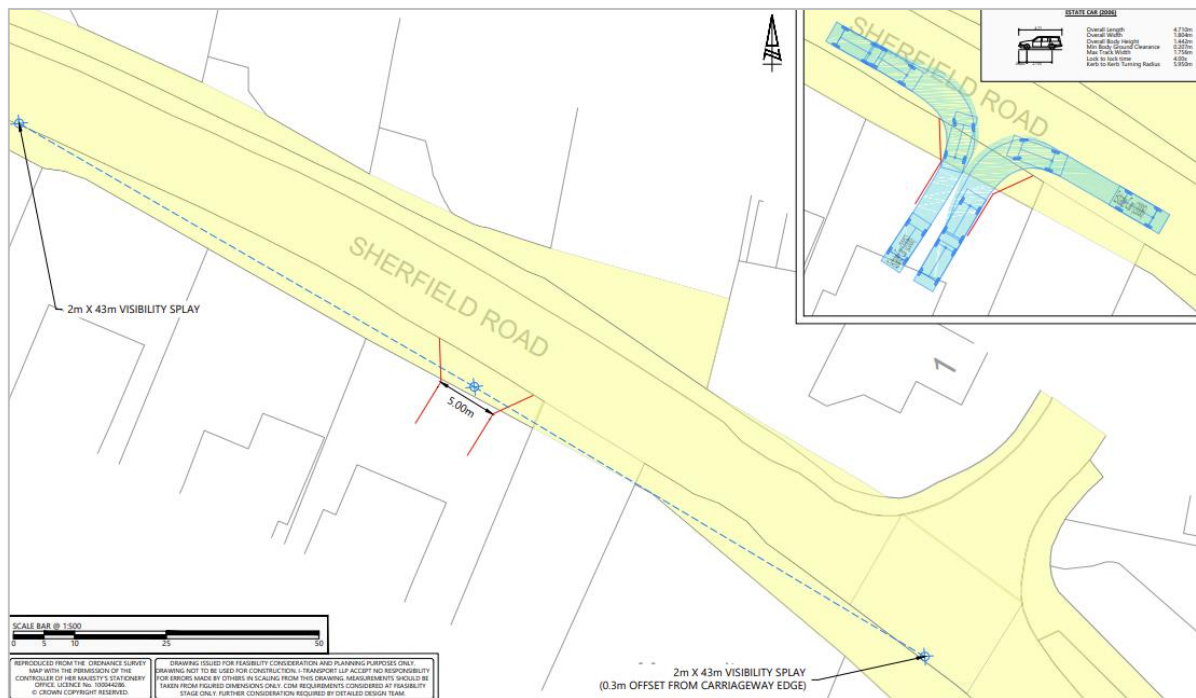 ESTATE CAR (2006)
Overall Length 4.710m
Overall Width 1.804m
Overall Body Height 1.442m
Min Body Ground Clearance 0.207m
Max Track Width 1.756m
Lock to lock time 4.00s
Kerb to Kerb Turning Radius 5.950m
SHERFIELD ROAD
2m X 43m VISIBILITY SPLAY
SHERFIELD ROAD
5.00m
1
2m X 43m VISIBILITY SPLAY
(0.3m OFFSET FROM CARRIAGEWAY EDGE)
SCALE BAR @ 1:500
0 5 10 25 50
REPRODUCED FROM THE ORDNANCE SURVEY
MAP WITH THE PERMISSION OF THE
CONTROLLER OF HER MAJESTY'S STATIONERY
OFFICE. LICENCE No. 100044286.
© CROWN COPYRIGHT RESERVED.
DRAWING ISSUED FOR FEASIBILITY CONSIDERATION AND PLANNING PURPOSES ONLY.
DRAWING NOT TO BE USED FOR CONSTRUCTION. i-TRANSPORT LLP ACCEPT NO RESPONSIBILITY
FOR ERRORS MADE BY OTHERS IN SCALING FROM THIS DRAWING. MEASUREMENTS SHOULD BE
TAKEN FROM FIGURED DIMENSIONS ONLY. CDM REQUIREMENTS CONSIDERED AT FEASIBILITY
STAGE ONLY. FURTHER CONSIDERATION REQUIRED BY DETAILED DESIGN TEAM.